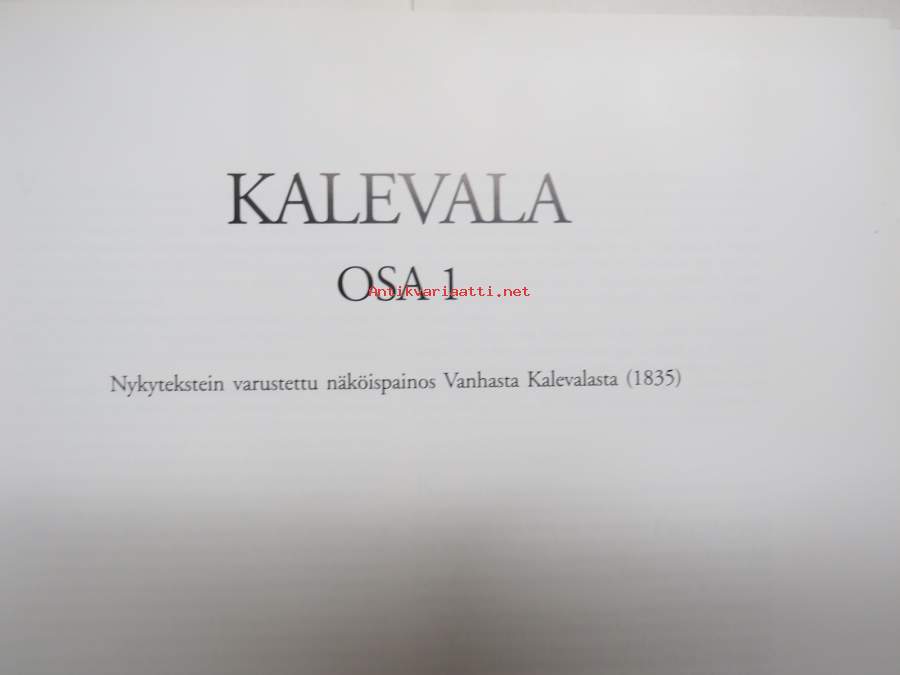 KALEVALA
OSA 1
Antikvariaatti.net
Nykytekstein varustettu näköispainos Vanhasta Kalevalasta (1835)